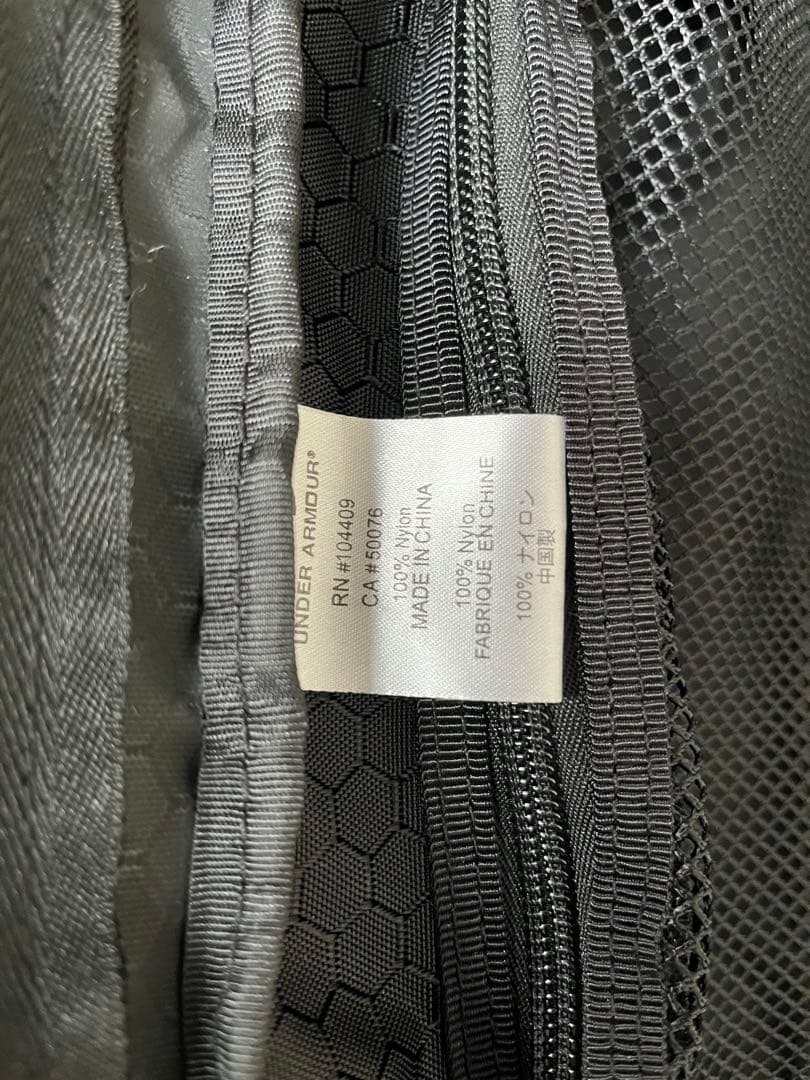 UNDER ARMOUR®
RN #104409
CA # 50076
100% Nylon
MADE IN CHINA
100% Nylon
FABRIQUE EN CHINE
100% ナイロン
中国製